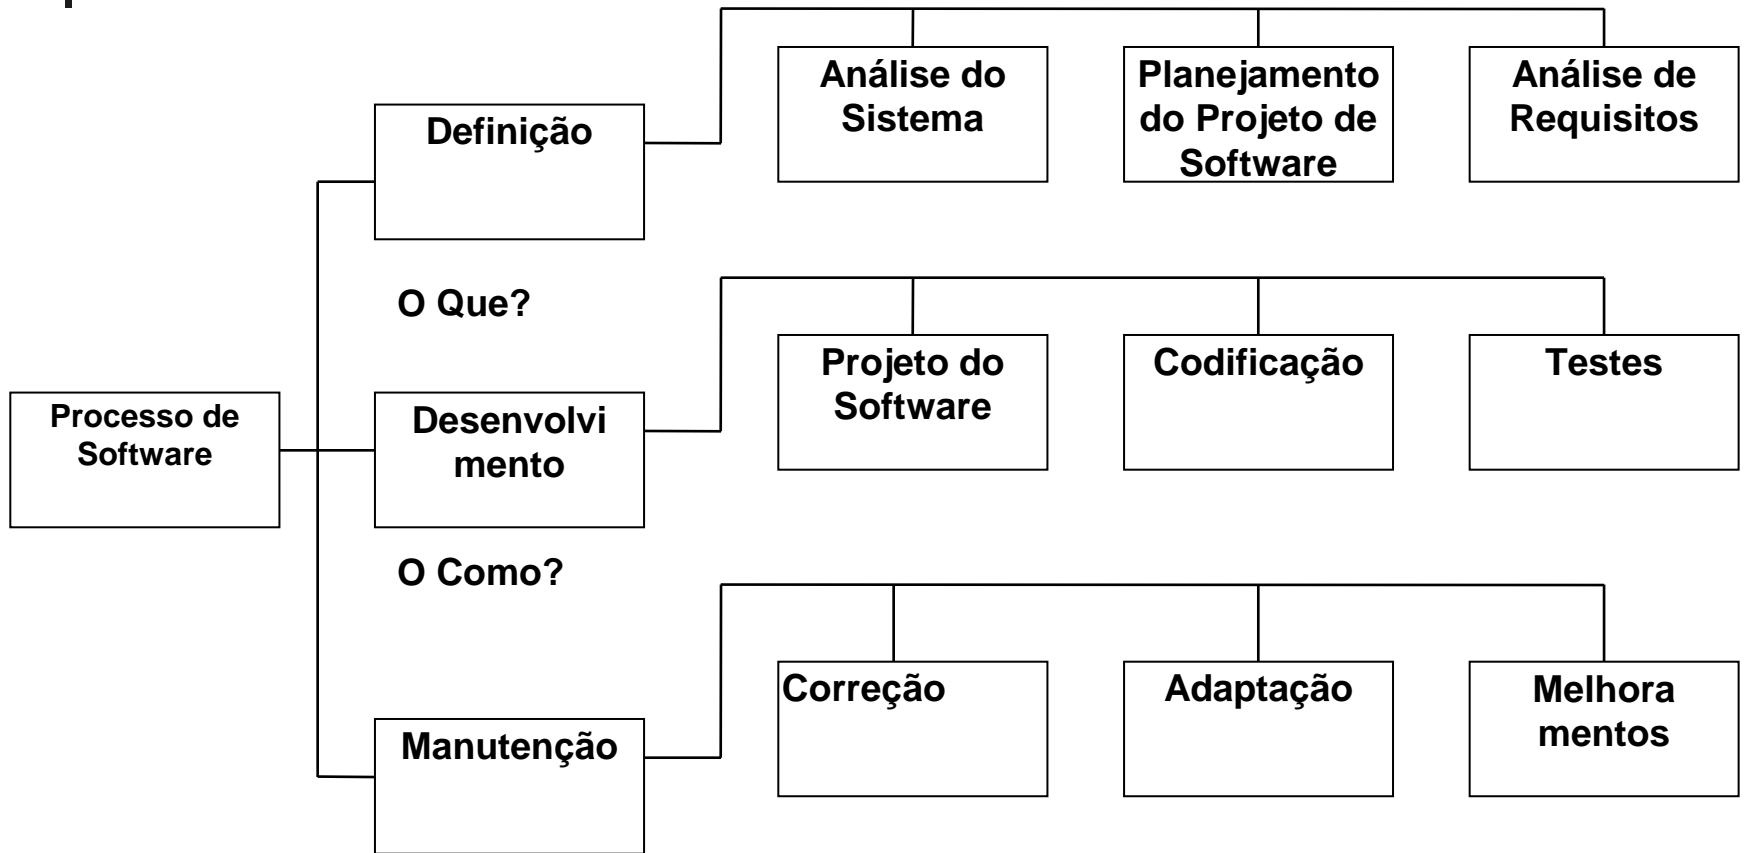 Análise do
Sistema
Planejamento
do Projeto de
Software
Análise de
Requisitos
Definição
O Que?
Projeto do
Software
Codificação
Testes
Processo de
Software
Desenvolvi
mento
O Como?
Correção
Adaptação
Melhora
mentos
Manutenção